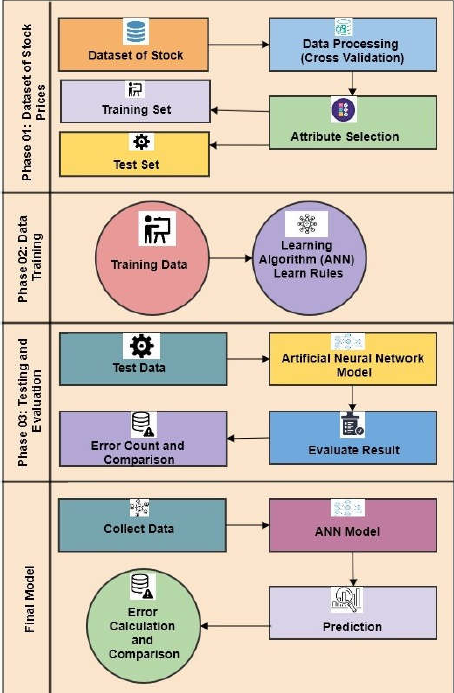 Phase 01: Dataset of Stock
Prices
Dataset of Stock
Data Processing
(Cross Validation)
Training Set
Attribute Selection
Test Set
Phase 02: Data
Training
Training Data
Learning
Algorithm (ANN)
Learn Rules
Phase 03: Testing and
Evaluation
Test Data
Artificial Neural Network
Model
Error Count and
Comparison
Evaluate Result
Final Model
Collect Data
ANN Model
Error
Calculation
and
Comparison
Prediction